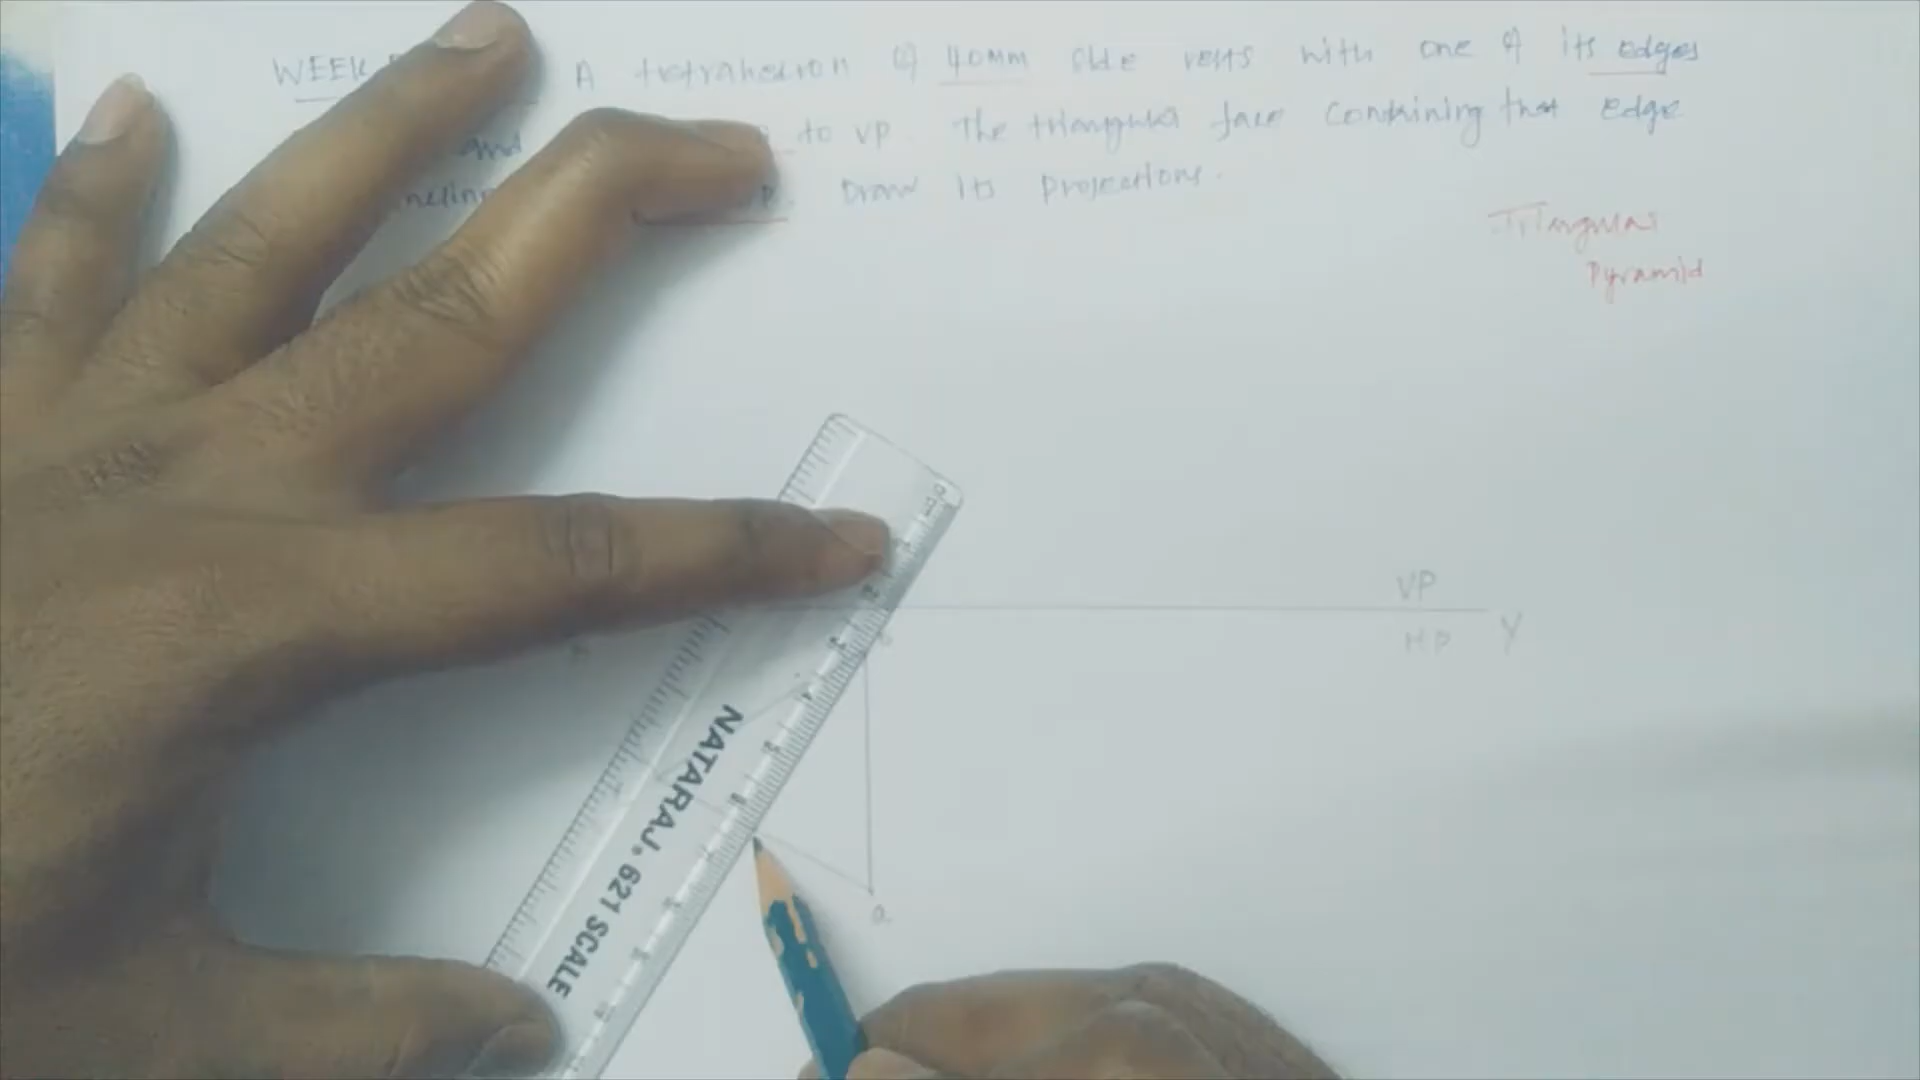 WEEK A tetrahedron of 40mm side rests with one of its edges
and to VP. The triangular face containing that edge
Draw its projections.
Triangular
Pyramid
VP
HP Y
a
NATARAJ. 621 SCALE